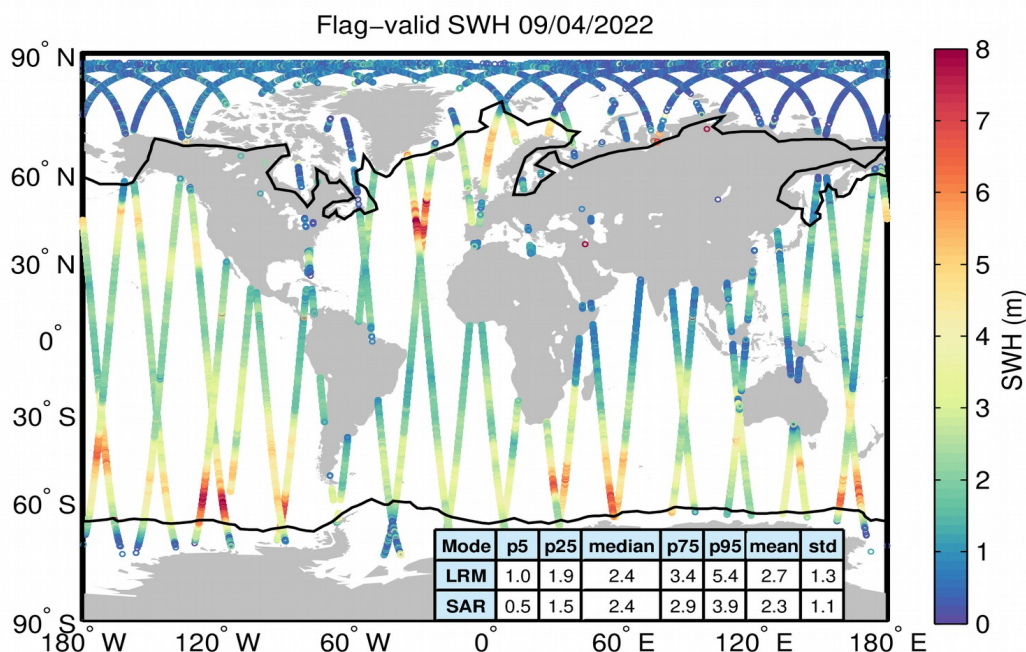 Flag−valid SWH 09/04/2022
90° N
60° N
30° N
0°
30° S
60° S
90° S
180° W
120° W
60° W
0°
60° E
120° E
180° E
Mode p5 p25 median p75 p95 mean std
LRM 1.0 1.9 2.4 3.4 5.4 2.7 1.3
SAR 0.5 1.5 2.4 2.9 3.9 2.3 1.1
8
7
6
5
4
3
2
1
0
SWH (m)